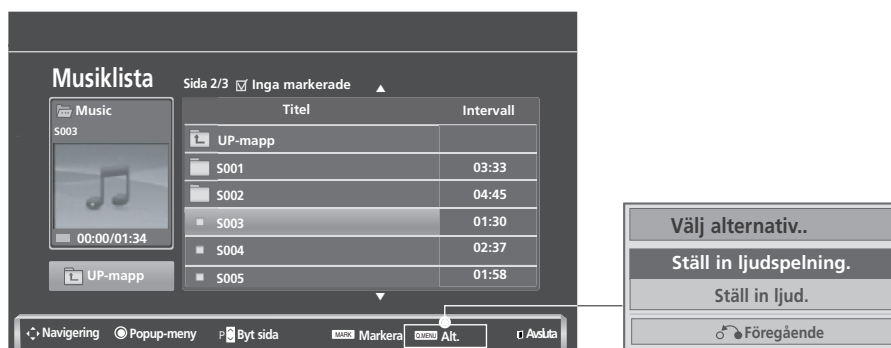 Musiklista
Sida 2/3 Inga markerade
Music
S003
00:00/01:34
UP-mapp
Titel Intervall
UP-mapp
S001 03:33
S002 04:45
S003 01:30
S004 02:37
S005 01:58
Navigering Popup-meny P Byt sida MARK Markera Q.MENU Alt. Avsluta
Välj alternativ..
Ställ in ljudspelning.
Ställ in ljud.
Föregående